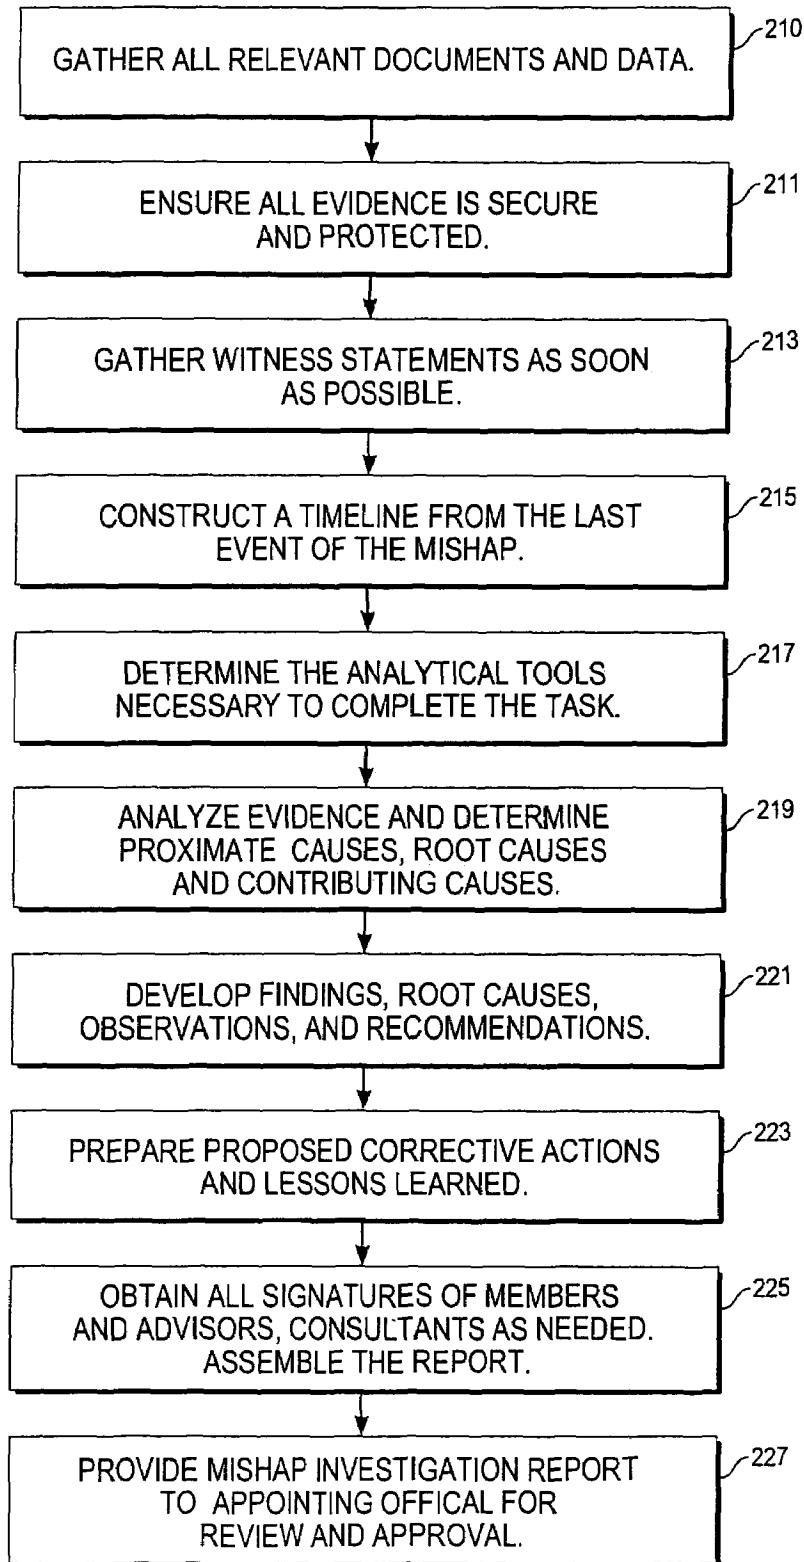 GATHER ALL RELEVANT DOCUMENTS AND DATA.
210
ENSURE ALL EVIDENCE IS SECURE
AND PROTECTED.
211
GATHER WITNESS STATEMENTS AS SOON
AS POSSIBLE.
213
CONSTRUCT A TIMELINE FROM THE LAST
EVENT OF THE MISHAP.
215
DETERMINE THE ANALYTICAL TOOLS
NECESSARY TO COMPLETE THE TASK.
217
ANALYZE EVIDENCE AND DETERMINE
PROXIMATE CAUSES, ROOT CAUSES
AND CONTRIBUTING CAUSES.
219
DEVELOP FINDINGS, ROOT CAUSES,
OBSERVATIONS, AND RECOMMENDATIONS.
221
PREPARE PROPOSED CORRECTIVE ACTIONS
AND LESSONS LEARNED.
223
OBTAIN ALL SIGNATURES OF MEMBERS
AND ADVISORS, CONSULTANTS AS NEEDED.
ASSEMBLE THE REPORT.
225
PROVIDE MISHAP INVESTIGATION REPORT
TO APPOINTING OFFICAL FOR
REVIEW AND APPROVAL.
227